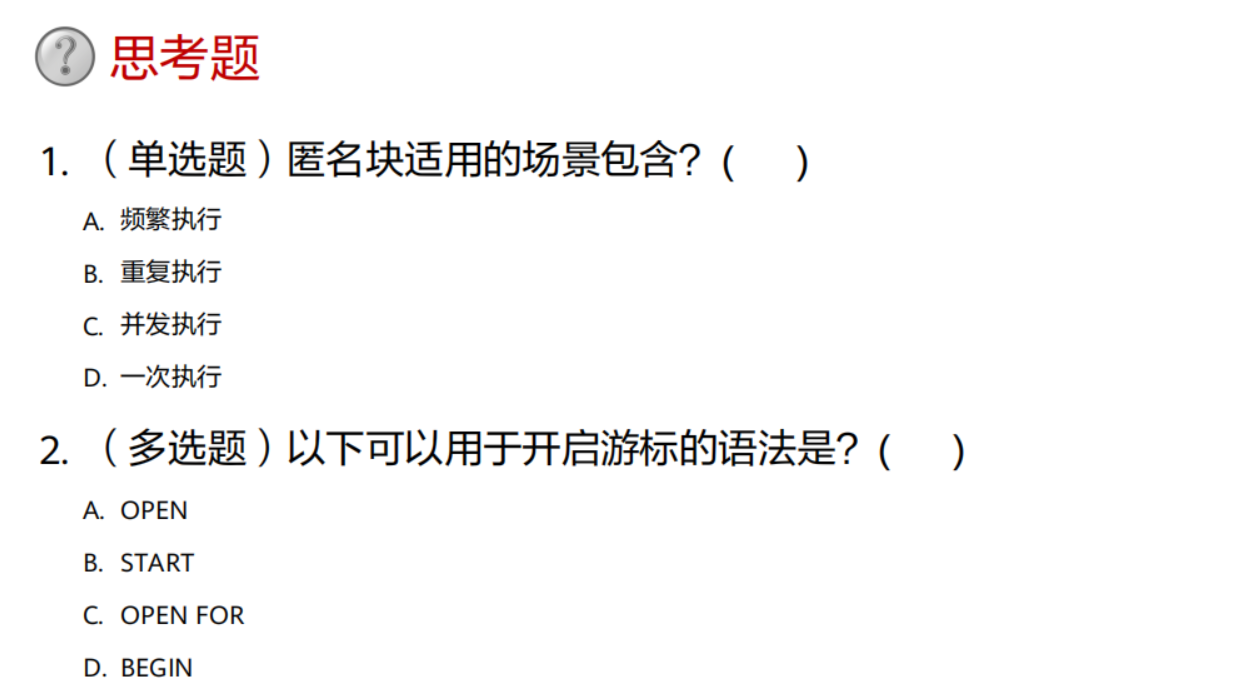 思考题
1. （单选题）匿名块适用的场景包含? (    )
A. 频繁执行
B. 重复执行
C. 并发执行
D. 一次执行
2. （多选题）以下可以用于开启游标的语法是? (    )
A. OPEN
B. START
C. OPEN FOR
D. BEGIN